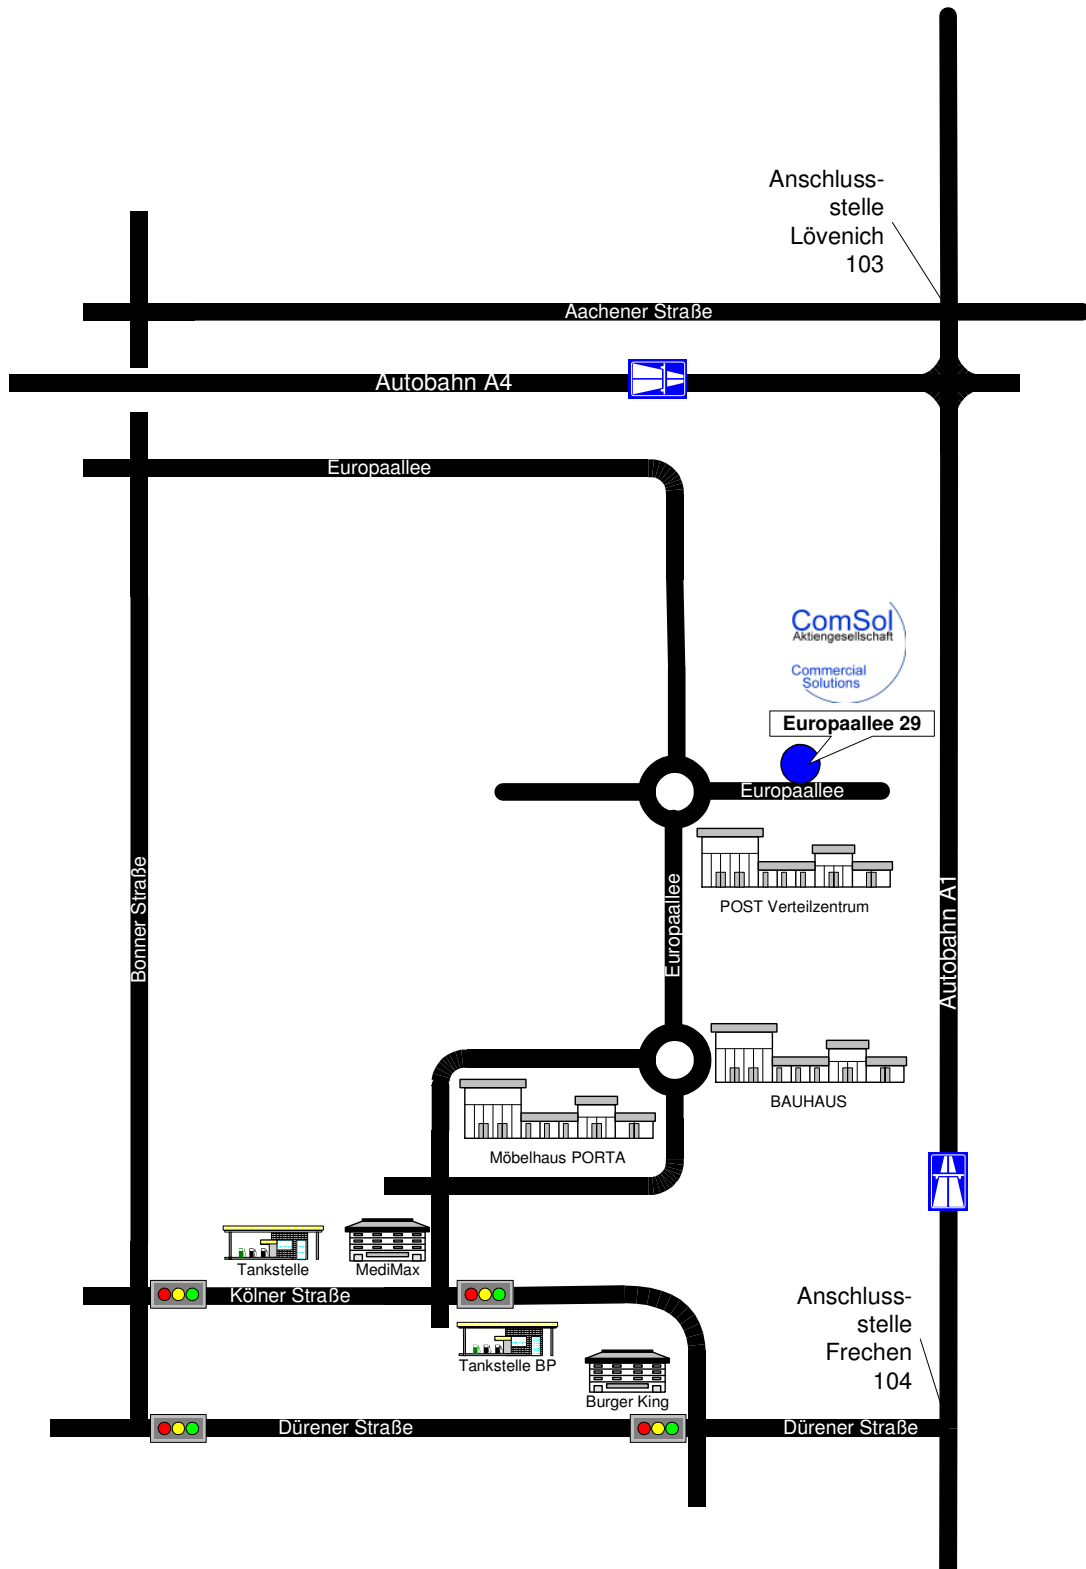 Anschluss-
stelle
Lövenich
103
Aachener Straße
Autobahn A4
Europaallee
ComSol
Aktiengesellschaft
Commercial
Solutions
Europaallee 29
Europaallee
POST Verteilzentrum
Europaallee
Bonner Straße
Autobahn A1
BAUHAUS
Möbelhaus PORTA
Tankstelle
MediMax
Kölner Straße
Anschluss-
stelle
Frechen
104
Tankstelle BP
Burger King
Dürener Straße
Dürener Straße